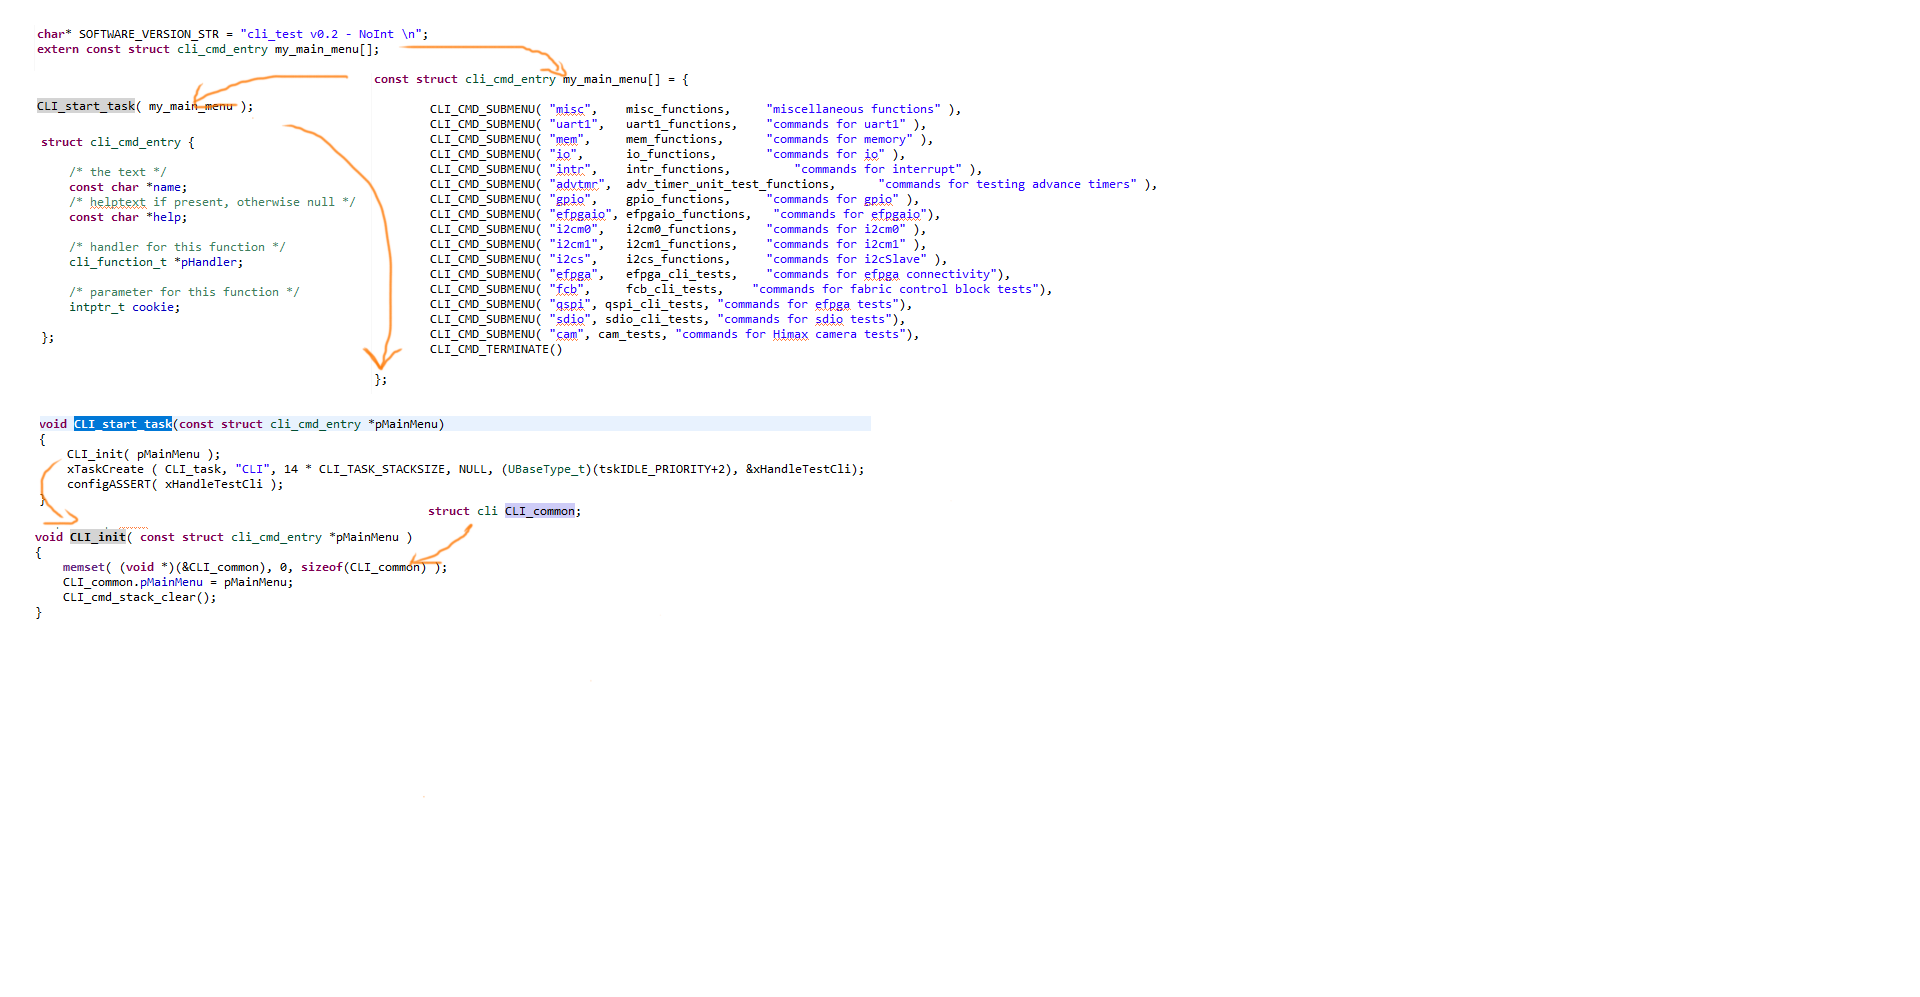 char* SOFTWARE_VERSION_STR = "cli_test v0.2 - NoInt \n";
extern const struct cli_cmd_entry my_main_menu[];
CLI_start_task( my_main_menu );
struct cli_cmd_entry {
/* the text */
const char *name;
/* helptext if present, otherwise null */
const char *help;
/* handler for this function */
cli_function_t *pHandler;
/* parameter for this function */
intptr_t cookie;
};
const struct cli_cmd_entry my_main_menu[] = {
CLI_CMD_SUBMENU( "misc", misc_functions, "miscellaneous functions" ),
CLI_CMD_SUBMENU( "uart1", uart1_functions, "commands for uart1" ),
CLI_CMD_SUBMENU( "mem", mem_functions, "commands for memory" ),
CLI_CMD_SUBMENU( "io", io_functions, "commands for io" ),
CLI_CMD_SUBMENU( "intr", intr_functions, "commands for interrupt" ),
CLI_CMD_SUBMENU( "advtmr", adv_timer_unit_test_functions, "commands for testing advance timers" ),
CLI_CMD_SUBMENU( "gpio", gpio_functions, "commands for gpio" ),
CLI_CMD_SUBMENU( "efpgaio", efpgaio_functions, "commands for efpgaio"),
CLI_CMD_SUBMENU( "i2cm0", i2cm0_functions, "commands for i2cm0" ),
CLI_CMD_SUBMENU( "i2cm1", i2cm1_functions, "commands for i2cm1" ),
CLI_CMD_SUBMENU( "i2cs", i2cs_functions, "commands for i2cSlave" ),
CLI_CMD_SUBMENU( "efpga", efpga_cli_tests, "commands for efpga connectivity"),
CLI_CMD_SUBMENU( "fcb", fcb_cli_tests, "commands for fabric control block tests"),
CLI_CMD_SUBMENU( "qspi", qspi_cli_tests, "commands for efpga tests"),
CLI_CMD_SUBMENU( "sdio", sdio_cli_tests, "commands for sdio tests"),
CLI_CMD_SUBMENU( "cam", cam_tests, "commands for Himax camera tests"),
CLI_CMD_TERMINATE()
};
void CLI_start_task(const struct cli_cmd_entry *pMainMenu)
{
CLI_init( pMainMenu );
xTaskCreate ( CLI_task, "CLI", 14 * CLI_TASK_STACKSIZE, NULL, (UBaseType_t)(tskIDLE_PRIORITY+2), &xHandleTestCli);
configASSERT( xHandleTestCli );
}
struct cli CLI_common;
void CLI_init( const struct cli_cmd_entry *pMainMenu )
{
memset( (void *)(&CLI_common), 0, sizeof(CLI_common) );
CLI_common.pMainMenu = pMainMenu;
CLI_cmd_stack_clear();
}